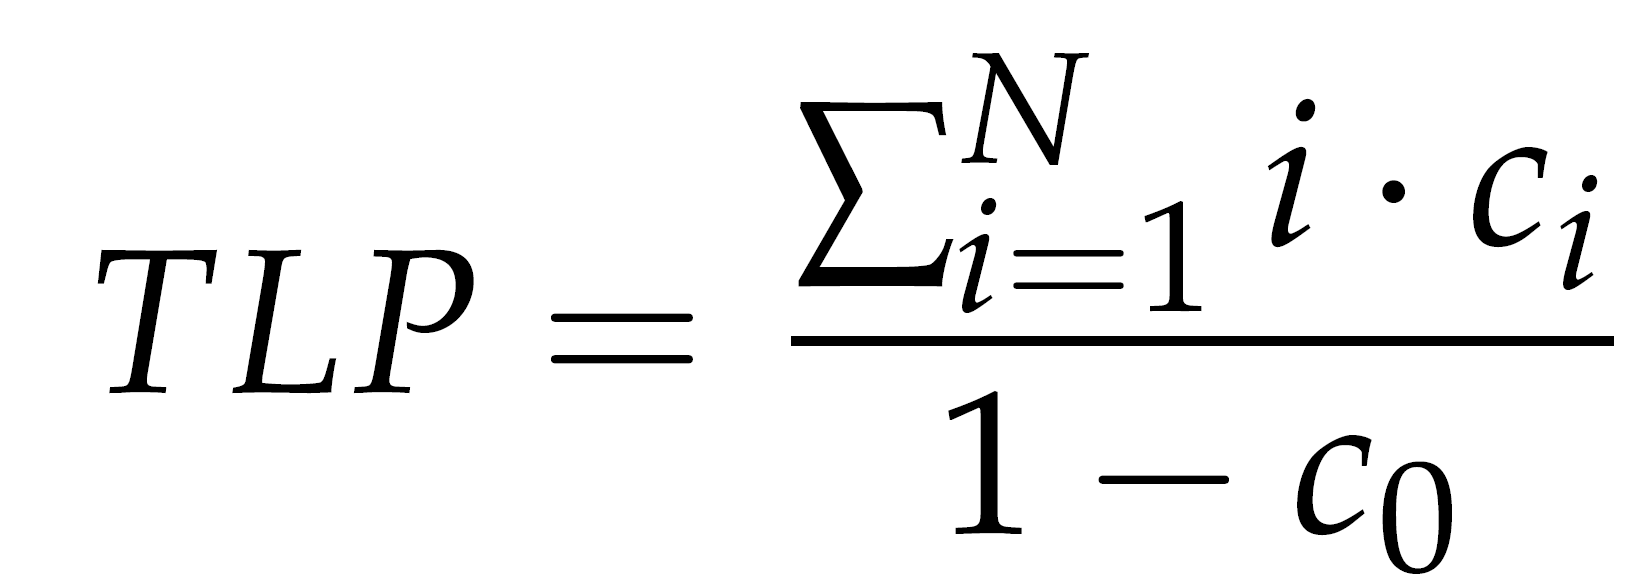 TLP = \frac{\sum_{i=1}^{N} i \cdot c_i}{1 - c_0}